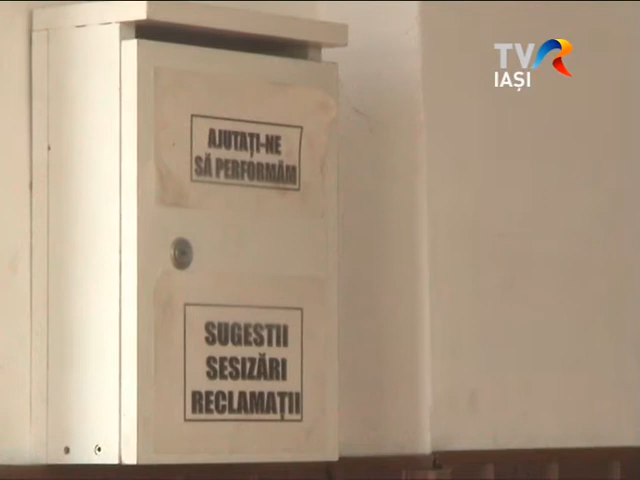 TVR
IAȘI
AJUTAȚI-NE
SĂ PERFORMĂM
SUGESTII
SESIZĂRI
RECLAMAȚII